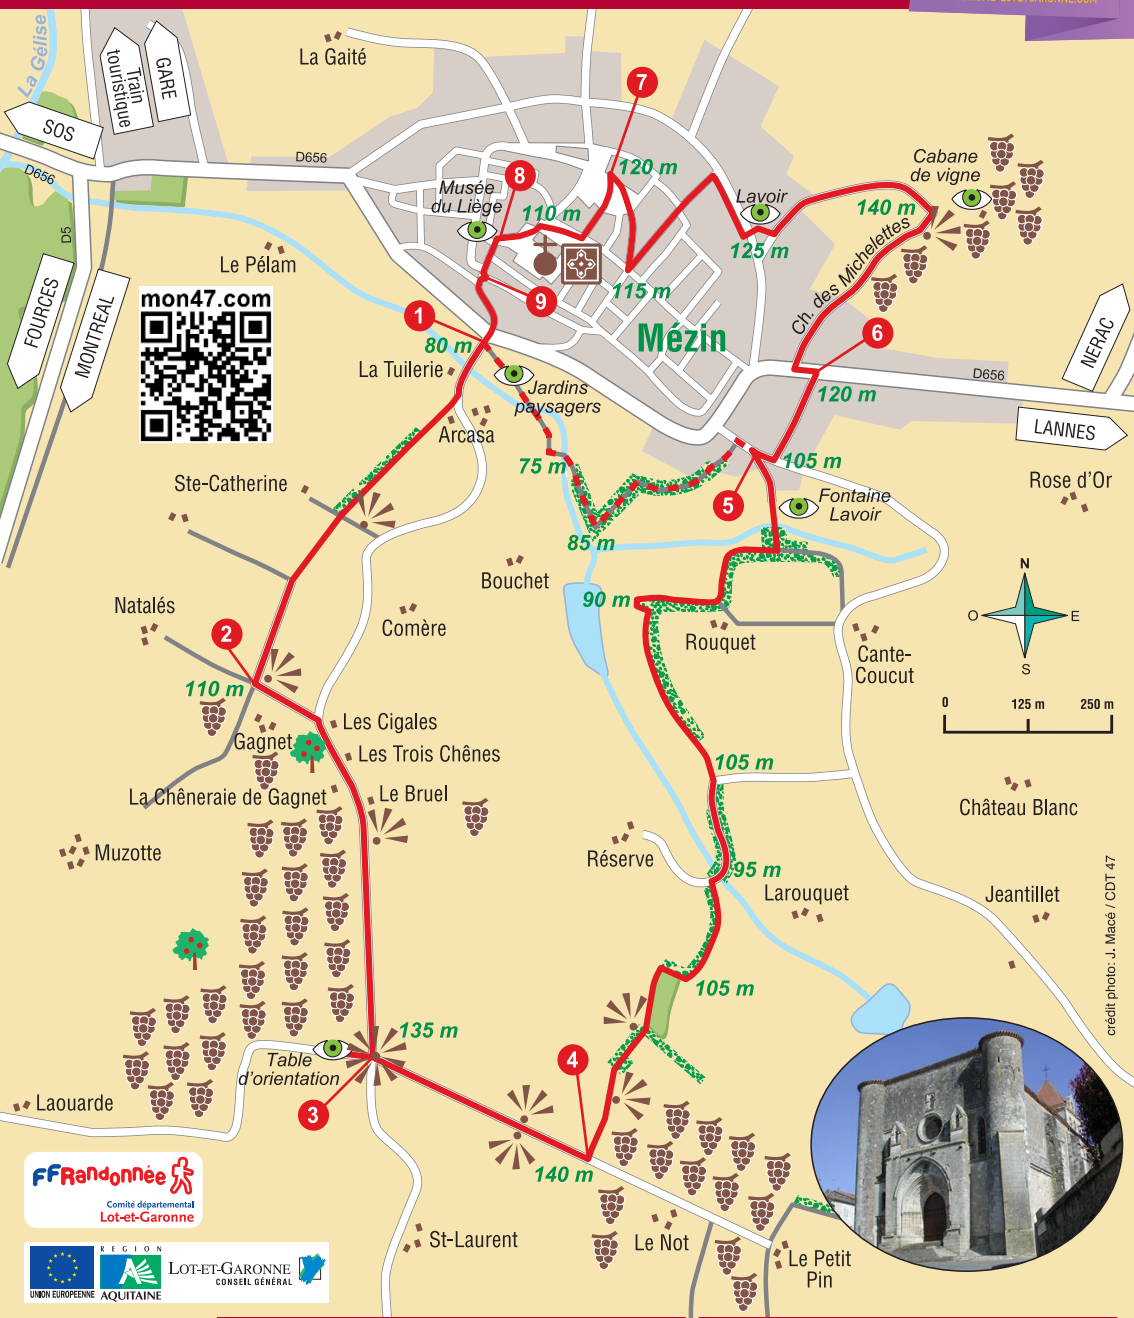 La Gélise
La Gaité
Train
touristique
GARE
SOS
D656
D656
D5
7
8
120 m
Musée
du Liège
110 m
Lavoir
Cabane
de vigne
140 m
125 m
Ch. des Michelettes
Le Pélam
FOURCES
MONTREAL
mon47.com
115 m
9
1
80 m
Mézin
6
NERAC
La Tuilerie
Jardins
paysagers
D656
120 m
LANNES
Arcasa
75 m
105 m
Ste-Catherine
5
Fontaine
Lavoir
Rose d'Or
85 m
Bouchet
90 m
N
O
E
S
Natalés
2
Comère
Rouquet
Cante-
Coucut
110 m
0
125 m
250 m
Les Cigales
Gagnet
Les Trois Chênes
105 m
La Chêneraie de Gagnet
Le Bruel
Château Blanc
Muzotte
Réserve
95 m
Larouquet
Jeantillet
105 m
crédit photo: J. Macé / CDT 47
135 m
Table
d'orientation
4
3
Laouarde
140 m
FFRandonnée
Comité départemental
Lot-et-Garonne
St-Laurent
Le Not
Le Petit
Pin
UNION EUROPEENNE
REGION
AQUITAINE
LOT-ET-GARONNE
CONSEIL GÉNÉRAL